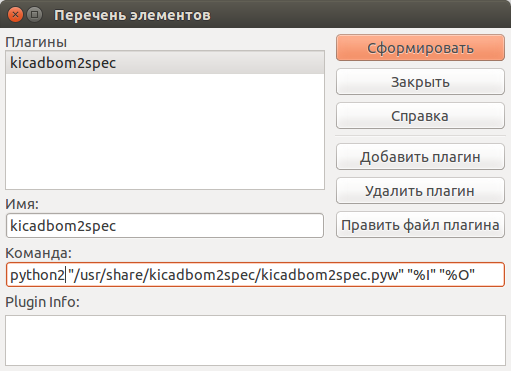 Перечень элементов
Плагины
kicadbom2spec
Сформировать
Закрыть
Справка
Добавить плагин
Удалить плагин
Править файл плагина
Имя:
kicadbom2spec
Команда:
python2 "/usr/share/kicadbom2spec/kicadbom2spec.pyw" "%I" "%O"
Plugin Info: